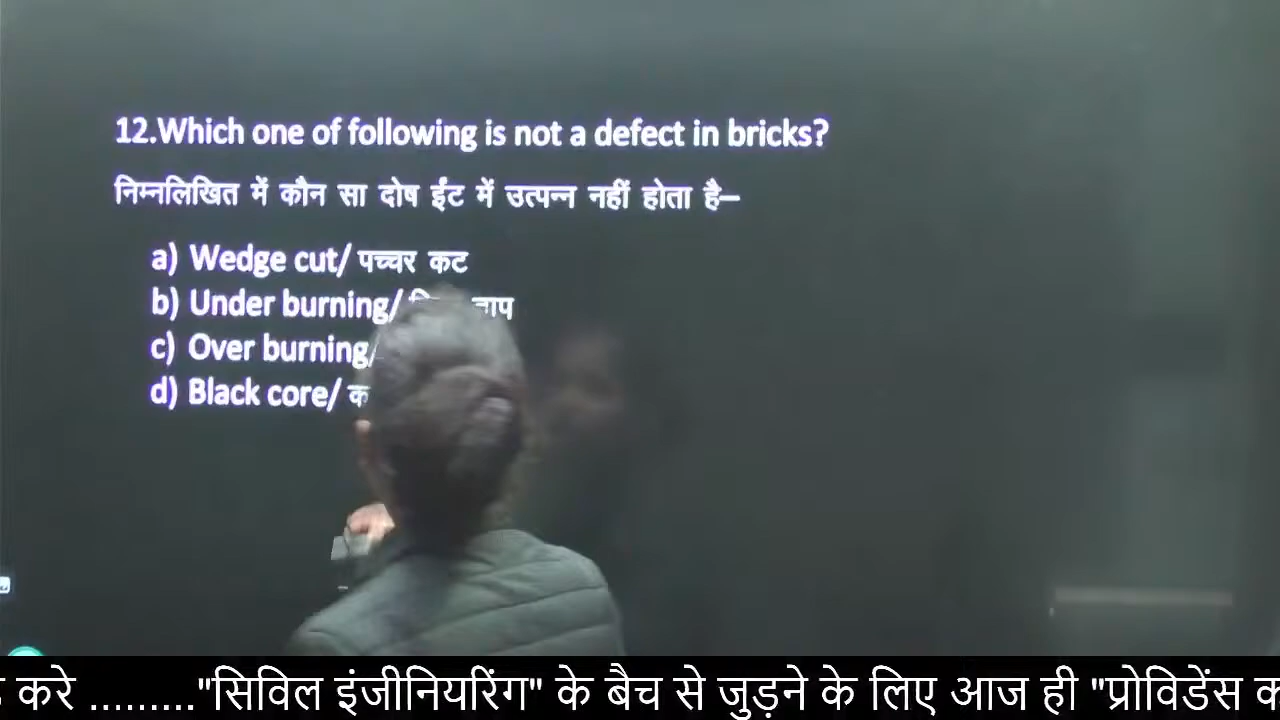 12.Which one of following is not a defect in bricks?
निम्नलिखित में कौन सा दोष ईंट में उत्पन्न नहीं होता है–
a) Wedge cut/ पच्चर कट
b) Under burning/
c) Over burning/
d) Black core/
करे ........."सिविल इंजीनियरिंग" के बैच से जुड़ने के लिए आज ही "प्रोविडेंस